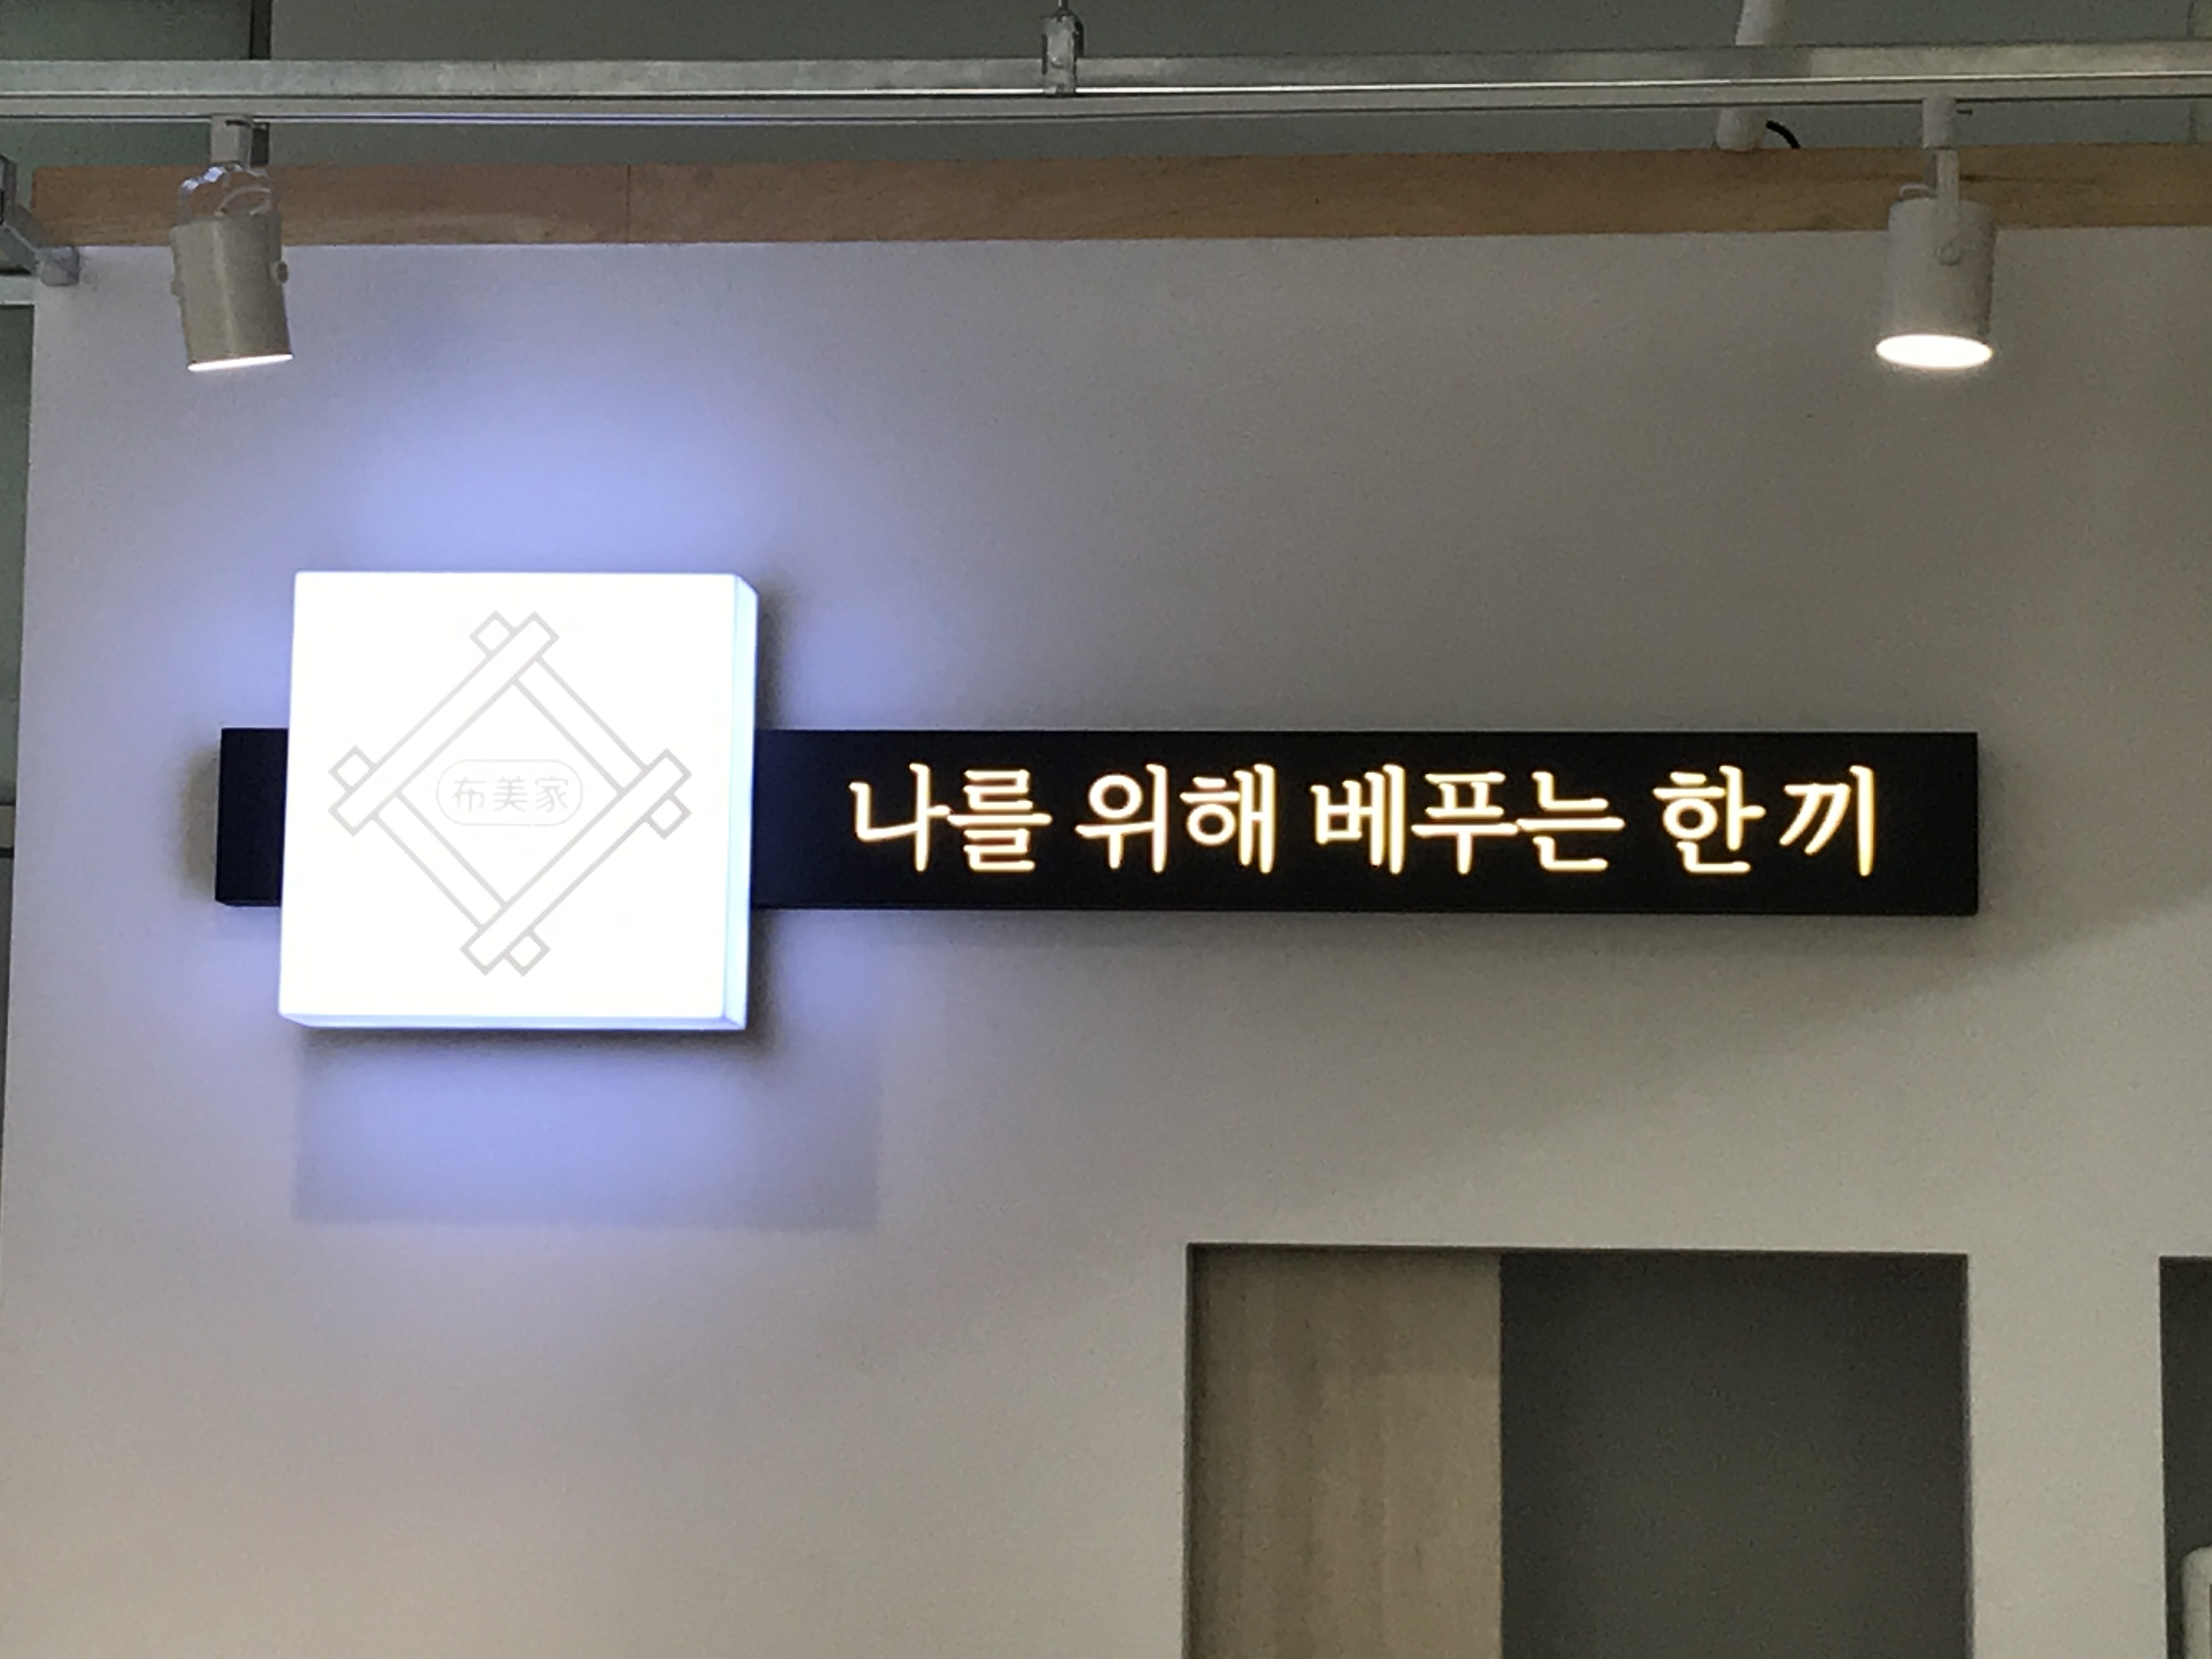 布美家
나를 위해 베푸는 한 끼